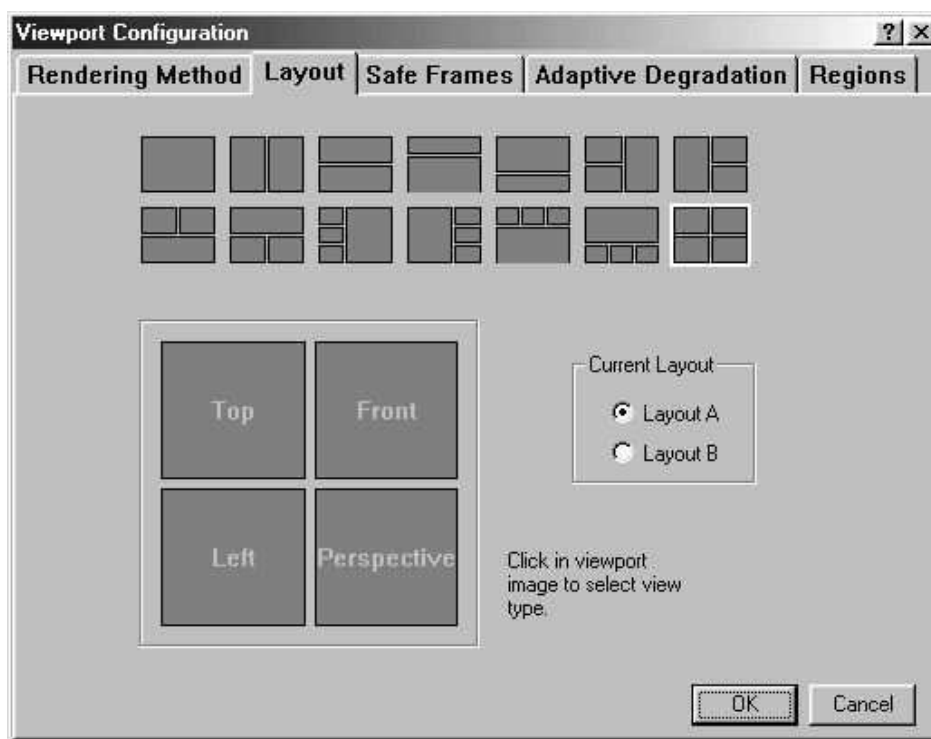 Viewport Configuration
Rendering Method Layout Safe Frames Adaptive Degradation Regions
Top Front
Left Perspective
Current Layout
Layout A
Layout B
Click in viewport
image to select view
type.
OK Cancel